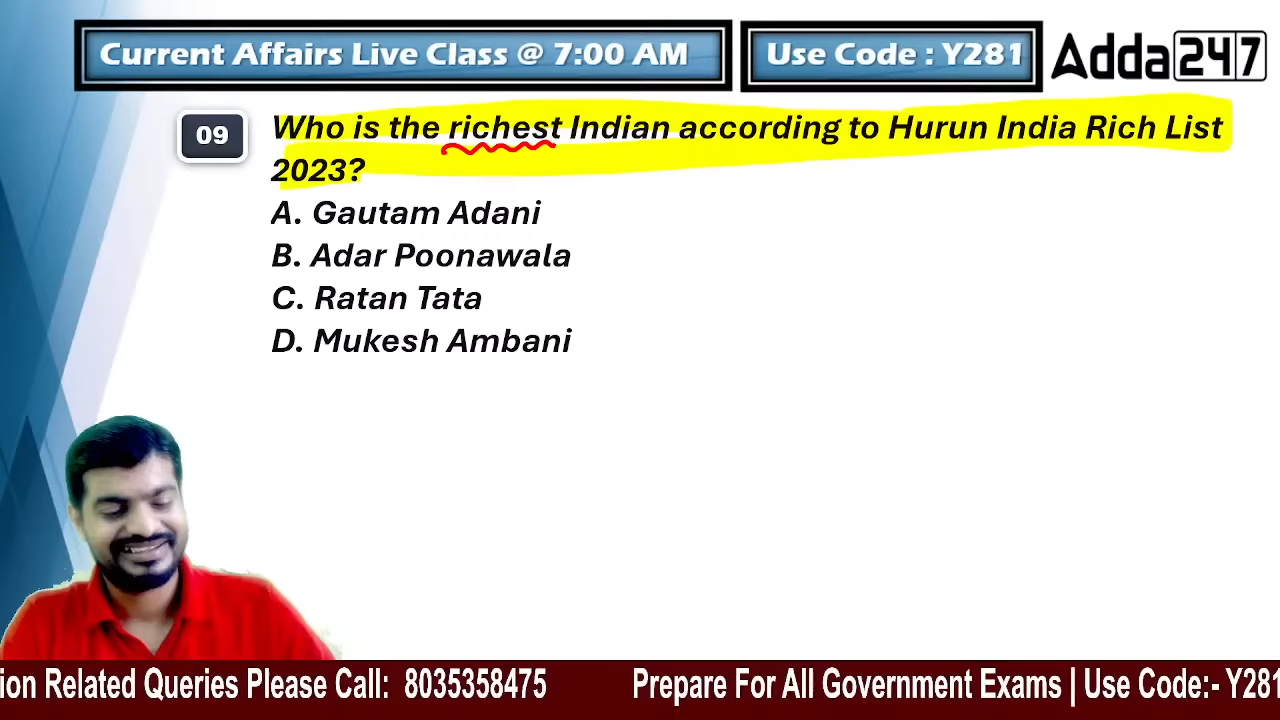 Current Affairs Live Class @ 7:00 AM
Use Code : Y281
Adda247
09
Who is the richest Indian according to Hurun India Rich List
2023?
A. Gautam Adani
B. Adar Poonawala
C. Ratan Tata
D. Mukesh Ambani
ion Related Queries Please Call: 8035358475
Prepare For All Government Exams | Use Code:- Y281